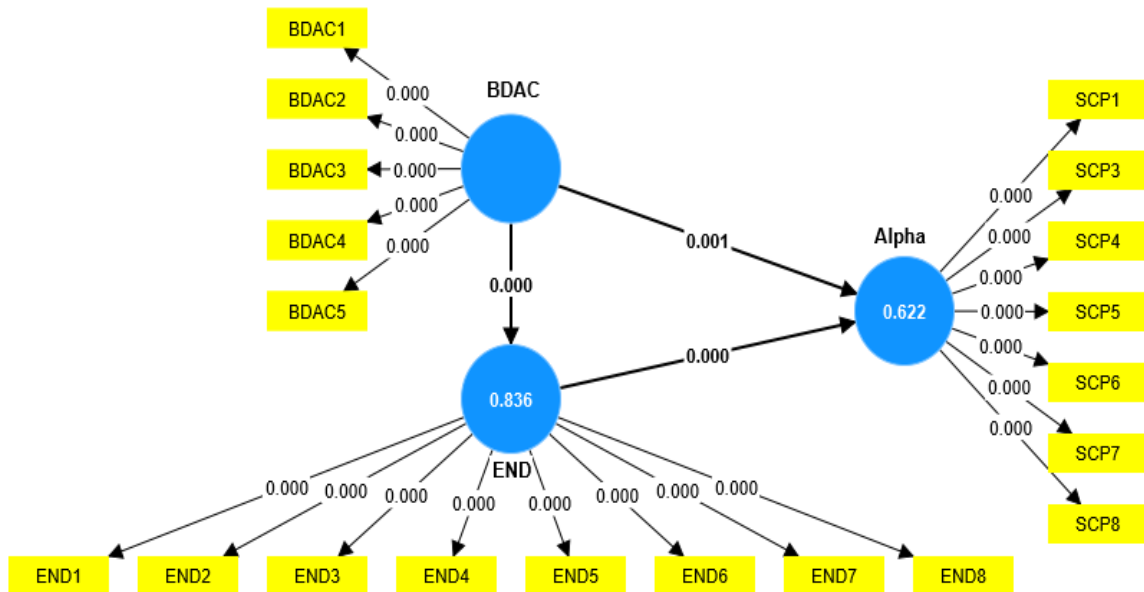 BDAC1
BDAC2
BDAC3
BDAC4
BDAC5
0.000
0.000
0.000
0.000
0.000
BDAC
0.001
0.000
0.000
Alpha
0.622
SCP1
SCP3
SCP4
SCP5
SCP6
SCP7
SCP8
0.000
0.000
0.000
0.000
0.000
0.000
0.000
0.836
END
0.000
0.000
0.000
0.000
0.000
0.000
0.000
0.000
END1
END2
END3
END4
END5
END6
END7
END8